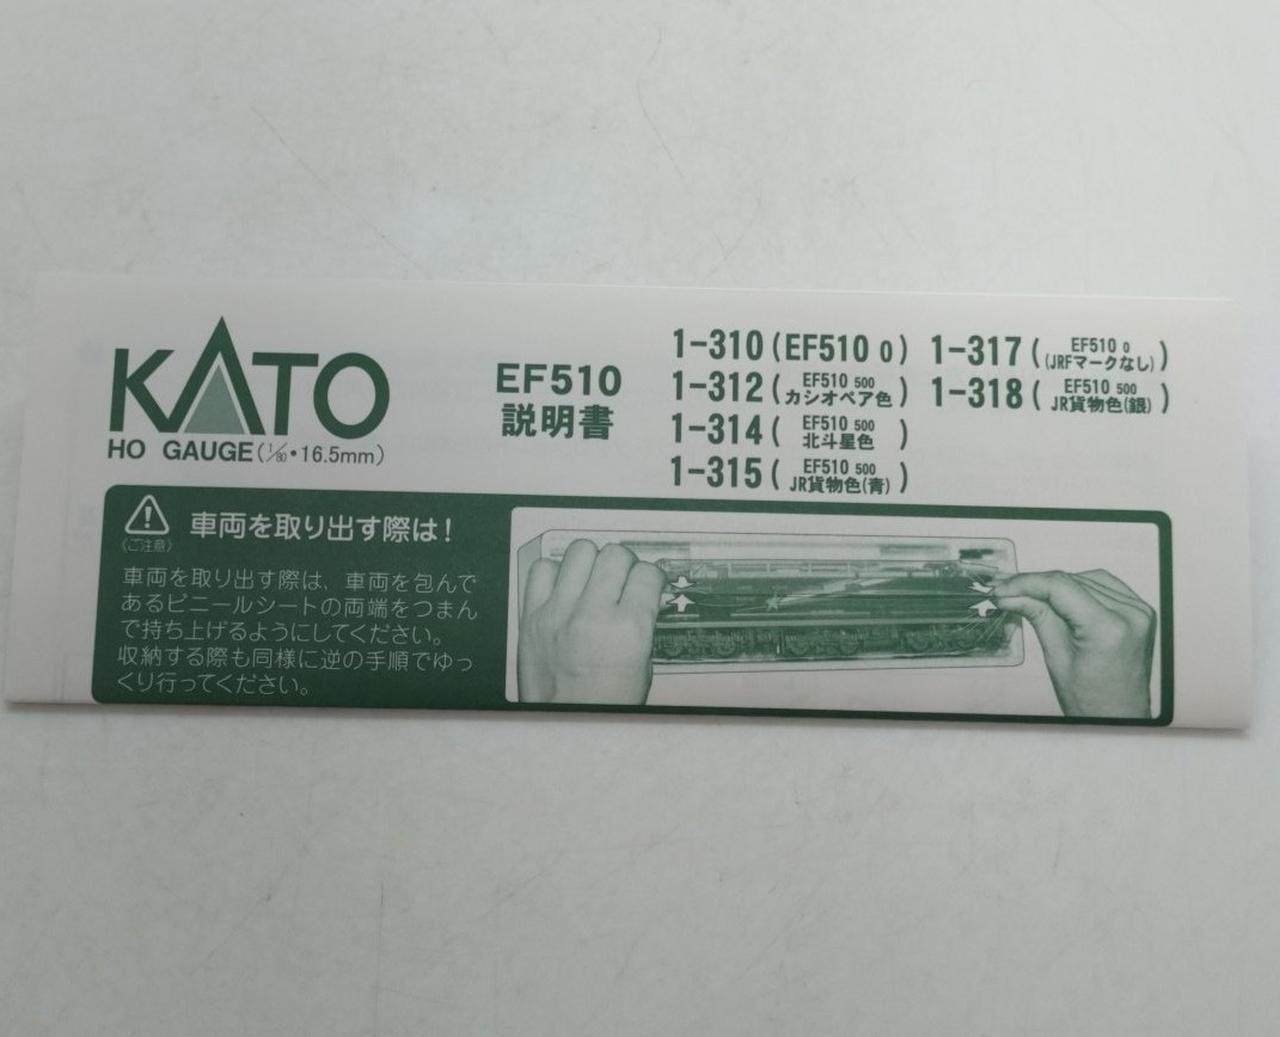 KATO
HO GAUGE(1/80・16.5mm)
EF510
説明書
1-310(EF510 0)
1-312(EF510 500 カシオペア色)
1-314(EF510 500 北斗星色)
1-315(EF510 500 JR貨物色(青))
1-317(EF510 0 (JRFマークなし))
1-318(EF510 500 JR貨物色(銀))
《ご注意》
車両を取り出す際は!
車両を取り出す際は、車両を包んで
あるビニールシートの両端をつまん
で持ち上げるようにしてください。
収納する際も同様に逆の手順でゆっ
くり行ってください。